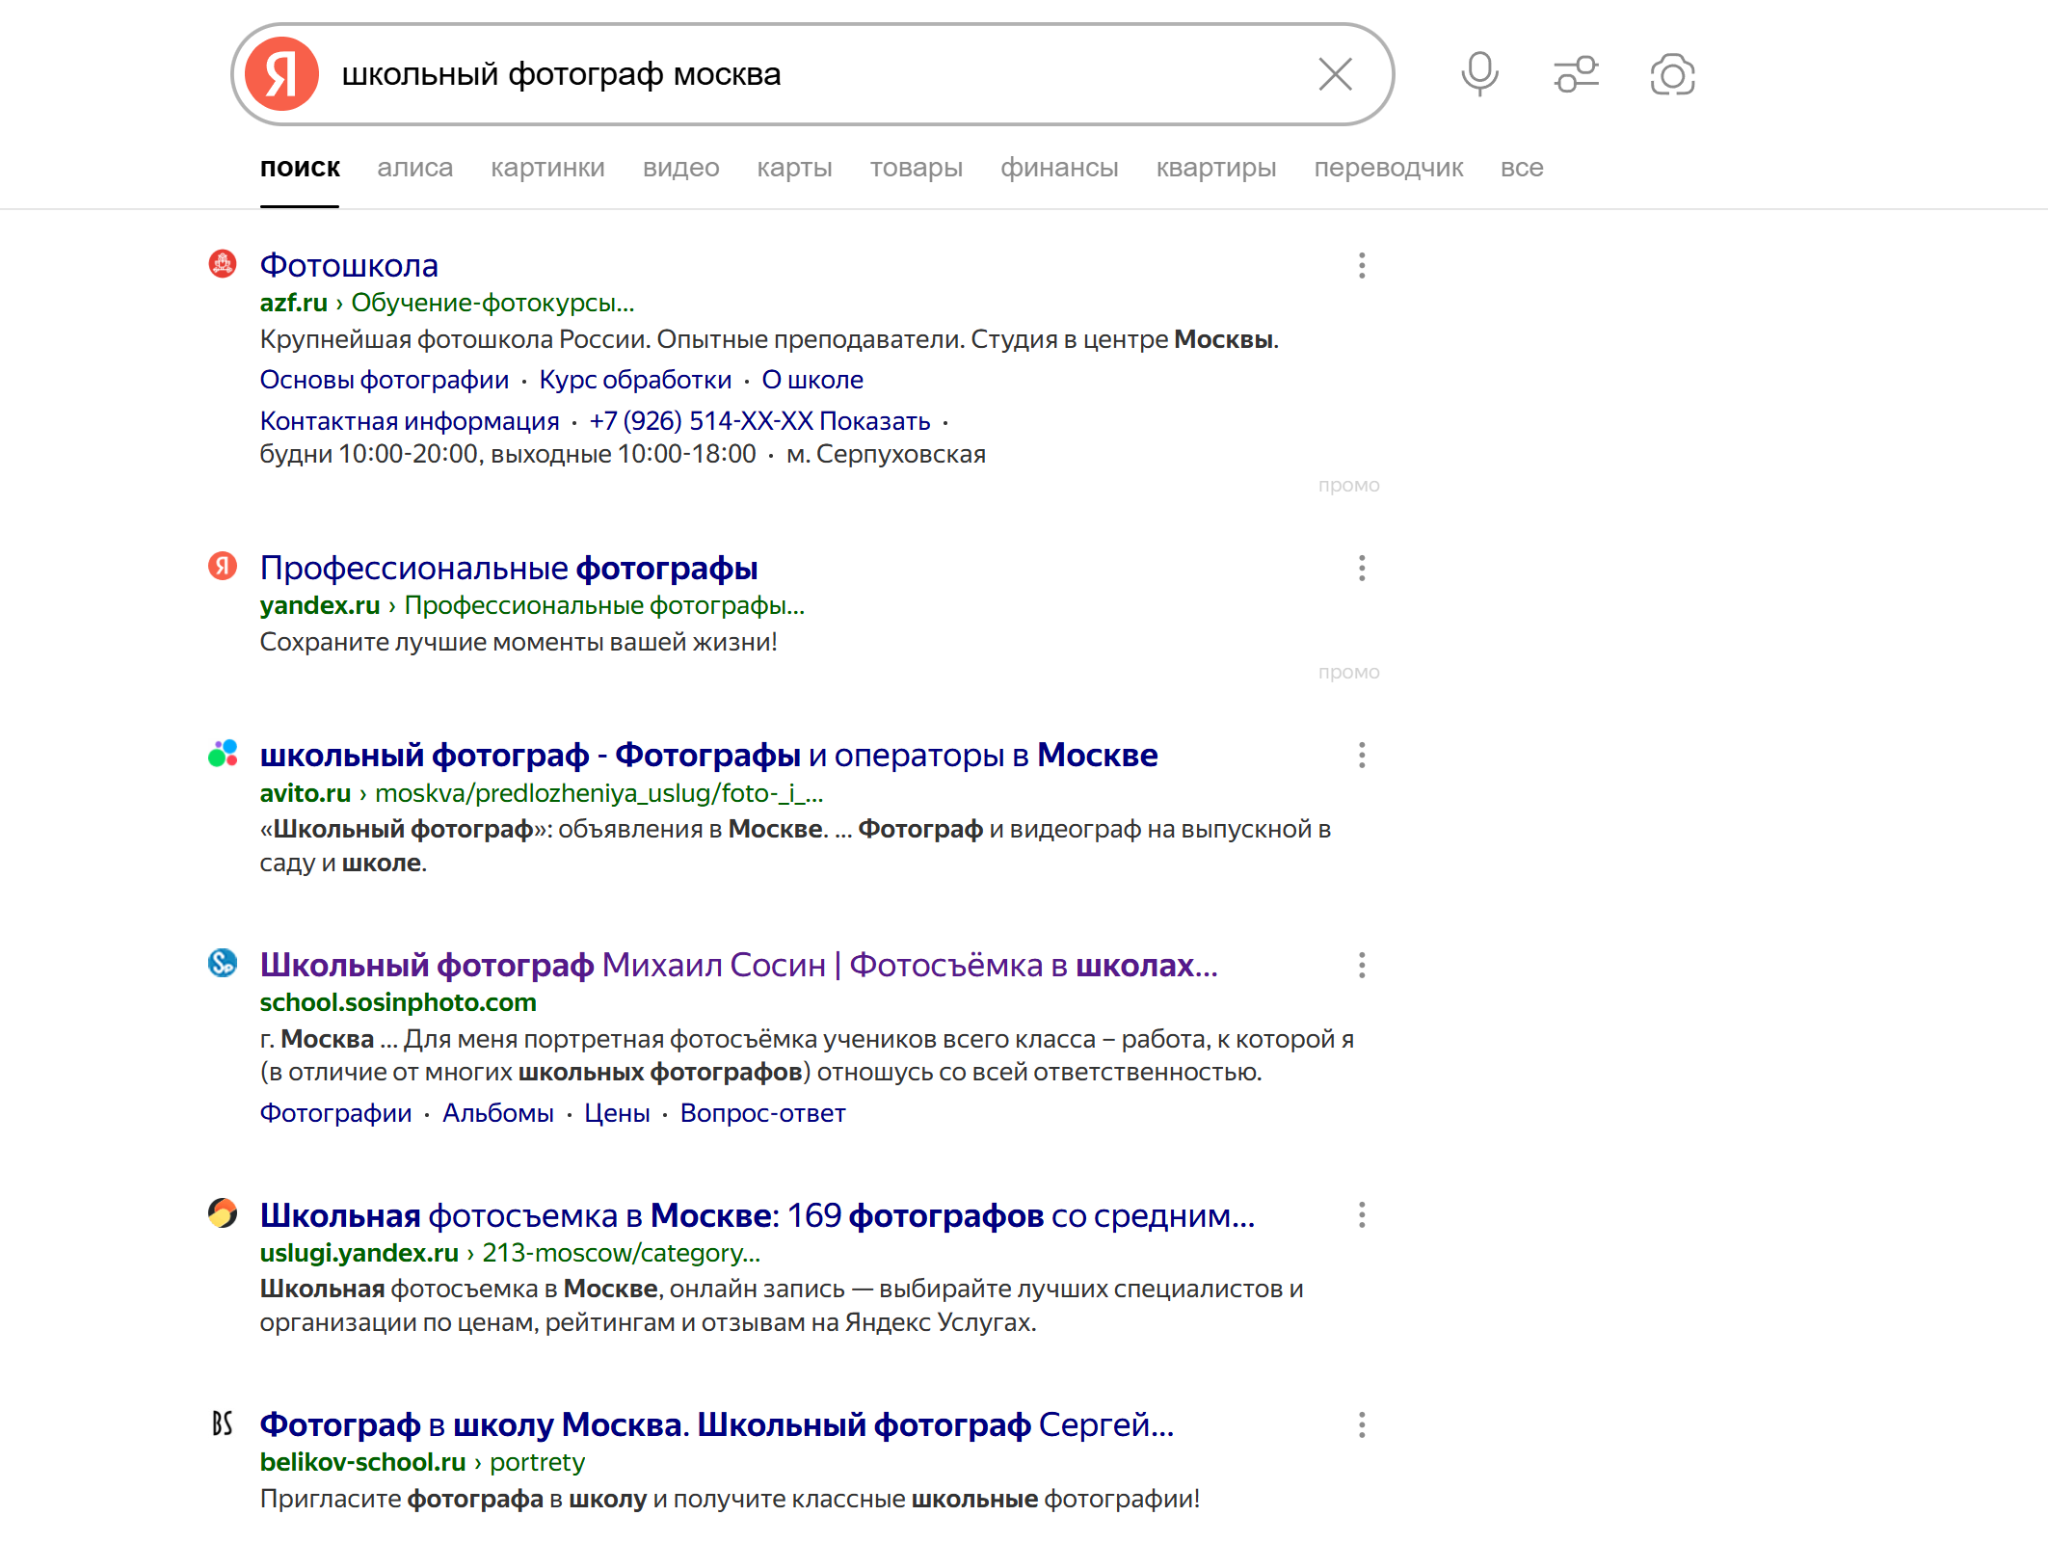 Я школьный фотограф москва
поиск алиса картинки видео карты товары финансы квартиры переводчик все
Фотошкола
azf.ru › Обучение-фотокурсы...
Крупнейшая фотошкола России. Опытные преподаватели. Студия в центре Москвы.
Основы фотографии · Курс обработки · О школе
Контактная информация · +7 (926) 514-XX-XX Показать ·
будни 10:00-20:00, выходные 10:00-18:00 · м. Серпуховская
промо
Я Профессиональные фотографы
yandex.ru › Профессиональные фотографы...
Сохраните лучшие моменты вашей жизни!
промо
школьный фотограф - Фотографы и операторы в Москве
avito.ru › moskva/predlozheniya_uslug/foto-_i_...
«Школьный фотограф»: объявления в Москве. ... Фотограф и видеограф на выпускной в
саду и школе.
Sp Школьный фотограф Михаил Сосин | Фотосъёмка в школах...
school.sosinphoto.com
г. Москва ... Для меня портретная фотосъёмка учеников всего класса – работа, к которой я
(в отличие от многих школьных фотографов) отношусь со всей ответственностью.
Фотографии · Альбомы · Цены · Вопрос-ответ
Школьная фотосъемка в Москве: 169 фотографов со средним...
uslugi.yandex.ru › 213-moscow/category...
Школьная фотосъемка в Москве, онлайн запись — выбирайте лучших специалистов и
организации по ценам, рейтингам и отзывам на Яндекс Услугах.
BS Фотограф в школу Москва. Школьный фотограф Сергей...
belikov-school.ru › portrety
Пригласите фотографа в школу и получите классные школьные фотографии!